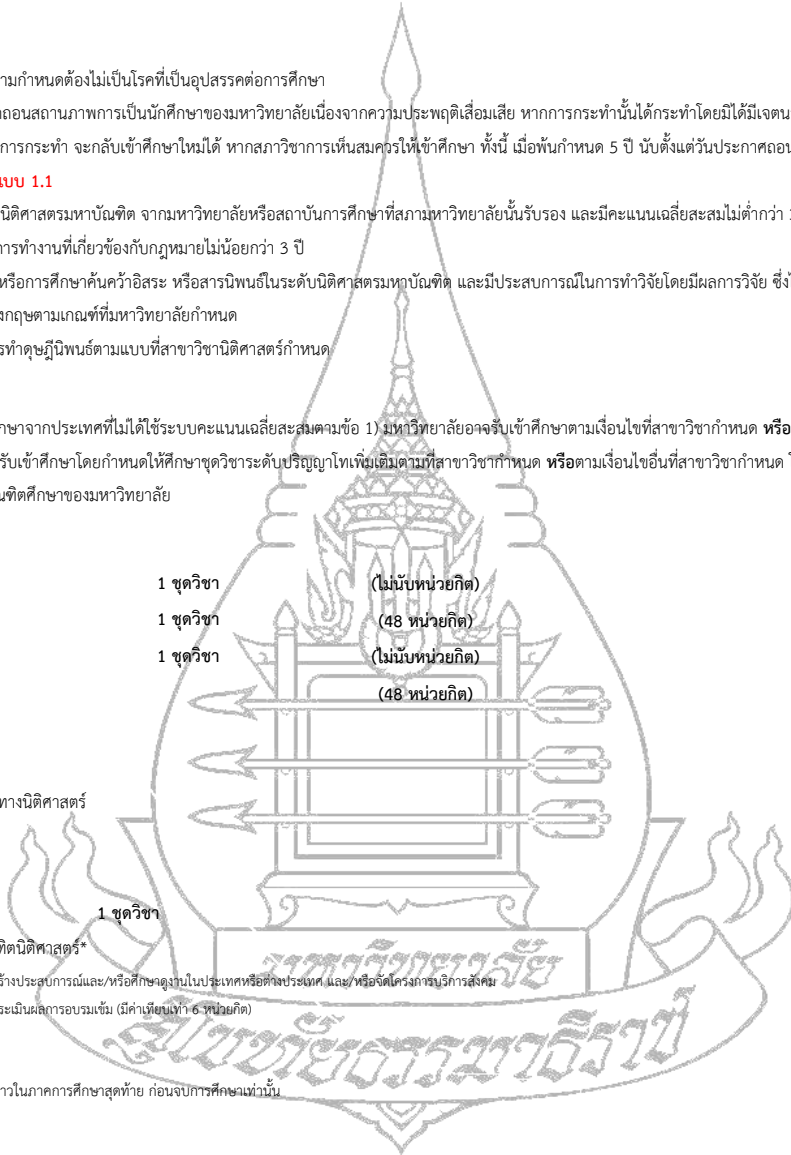 ามกำหนดต้องไม่เป็นโรคที่เป็นอุปสรรคต่อการศึกษา
ถอนสถานภาพการเป็นนักศึกษาของมหาวิทยาลัยเนื่องจากความประพฤติเสื่อมเสีย หากการกระทำนั้นได้กระทำโดยมิได้มีเจตน
การกระทำ จะกลับเข้าศึกษาใหม่ได้ หากสภาวิชาการเห็นสมควรให้เข้าศึกษา ทั้งนี้ เมื่อพ้นกำหนด 5 ปี นับตั้งแต่วันประกาศถอน
แบบ 1.1
นิติศาสตรมหาบัณฑิต จากมหาวิทยาลัยหรือสถาบันการศึกษาที่สภามหาวิทยาลัยนั้นรับรอง และมีคะแนนเฉลี่ยสะสมไม่ต่ำกว่า
การทำงานที่เกี่ยวข้องกับกฎหมายไม่น้อยกว่า 3 ปี
หรือการศึกษาค้นคว้าอิสระ หรือสารนิพนธ์ในระดับนิติศาสตรมหาบัณฑิต และมีประสบการณ์ในการทำวิจัยโดยมีผลการวิจัย ซึ่ง
งกฤษตามเกณฑ์ที่มหาวิทยาลัยกำหนด
รทำดุษฎีนิพนธ์ตามแบบที่สาขาวิชานิติศาสตร์กำหนด
กษาจากประเทศที่ไม่ได้ใช้ระบบคะแนนเฉลี่ยสะสมตามข้อ 1) มหาวิทยาลัยอาจรับเข้าศึกษาตามเงื่อนไขที่สาขาวิชากำหนด หรือ
รับเข้าศึกษาโดยกำหนดให้ศึกษาชุดวิชาระดับปริญญาโทเพิ่มเติมตามที่สาขาวิชากำหนด หรือตามเงื่อนไขอื่นที่สาขาวิชากำหนด
ณฑิตศึกษาของมหาวิทยาลัย
1 ชุดวิชา (ไม่นับหน่วยกิต)
1 ชุดวิชา (48 หน่วยกิต)
1 ชุดวิชา (ไม่นับหน่วยกิต)
(48 หน่วยกิต)
ทางนิติศาสตร์
1 ชุดวิชา
ฑิตนิติศาสตร์*
ร้างประสบการณ์และ/หรือศึกษาดูงานในประเทศหรือต่างประเทศ และ/หรือจัดโครงการบริการสังคม
ระเมินผลการอบรมเข้ม (มีค่าเทียบเท่า 6 หน่วยกิต)
มหาวิทยาลัย
สุโขทัยธรรมาธิราช
าวในภาคการศึกษาสุดท้าย ก่อนจบการศึกษาเท่านั้น